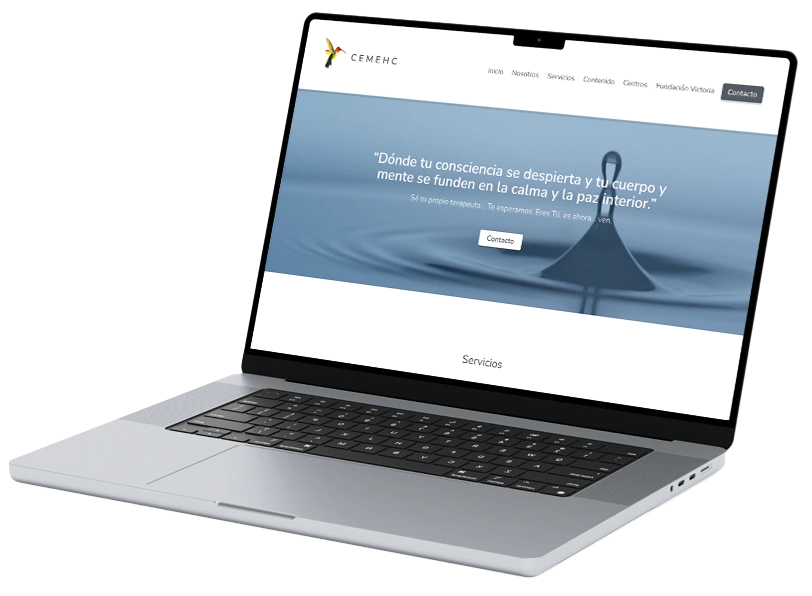 CEMEHC
Inicio Nosotros Servicios Contenido Centros Fundación Victoria Contacto
“Dónde tu consciencia se despierta y tu cuerpo y
mente se funden en la calma y la paz interior.”
Sé tu propio terapeuta... Te esperamos. Eres Tú, es ahora... ven.
Contacto
Servicios